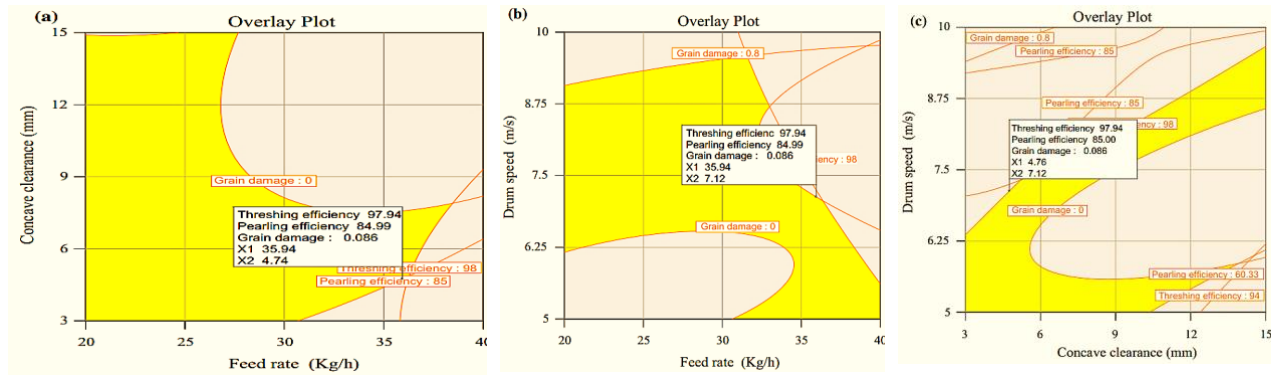 (a)
Overlay Plot
15
12
9
6
3
Concave clearance (mm)
Grain damage : 0
Threshing efficiency 97.94
Pearling efficiency 84.99
Grain damage : 0.086
X1 35.94
X2 4.74
Threshing efficiency : 98
Pearling efficiency : 85
20 25 30 35 40
Feed rate (Kg/h)
(b)
Overlay Plot
10
8.75
7.5
6.25
5
Drum speed (m/s)
Grain damage : 0.8
Threshing efficienc 97.94
Pearling efficiency 84.99
Grain damage : 0.086
X1 35.94
X2 7.12
ency : 98
Grain damage : 0
20 25 30 35 40
Feed rate (Kg/h)
(c)
Overlay Plot
10
8.75
7.5
6.25
5
Drum speed (m/s)
Grain damage : 0.8
Pearling efficiency : 85
Pearling efficiency : 85
Threshing efficiency 97.94
Pearling efficiency 85.00
Grain damage : 0.086
X1 4.76
X2 7.12
iency : 98
Grain damage : 0
Pearling efficiency : 60.33
Threshing efficiency : 94
3 6 9 12 15
Concave clearance (mm)